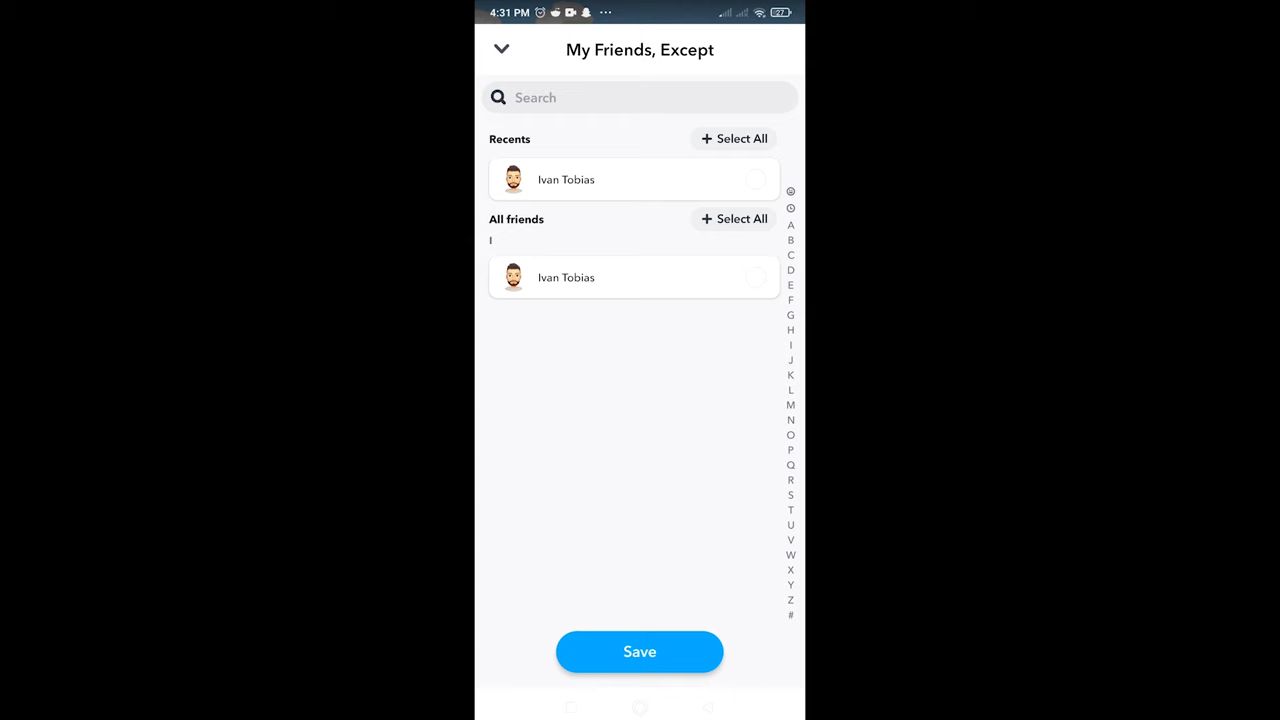 4:31 PM 27
My Friends, Except
Search
Recents
+ Select All
Ivan Tobias
All friends
+ Select All
I
Ivan Tobias
A
B
C
D
E
F
G
H
I
J
K
L
M
N
O
P
Q
R
S
T
U
V
W
X
Y
Z
#
Save